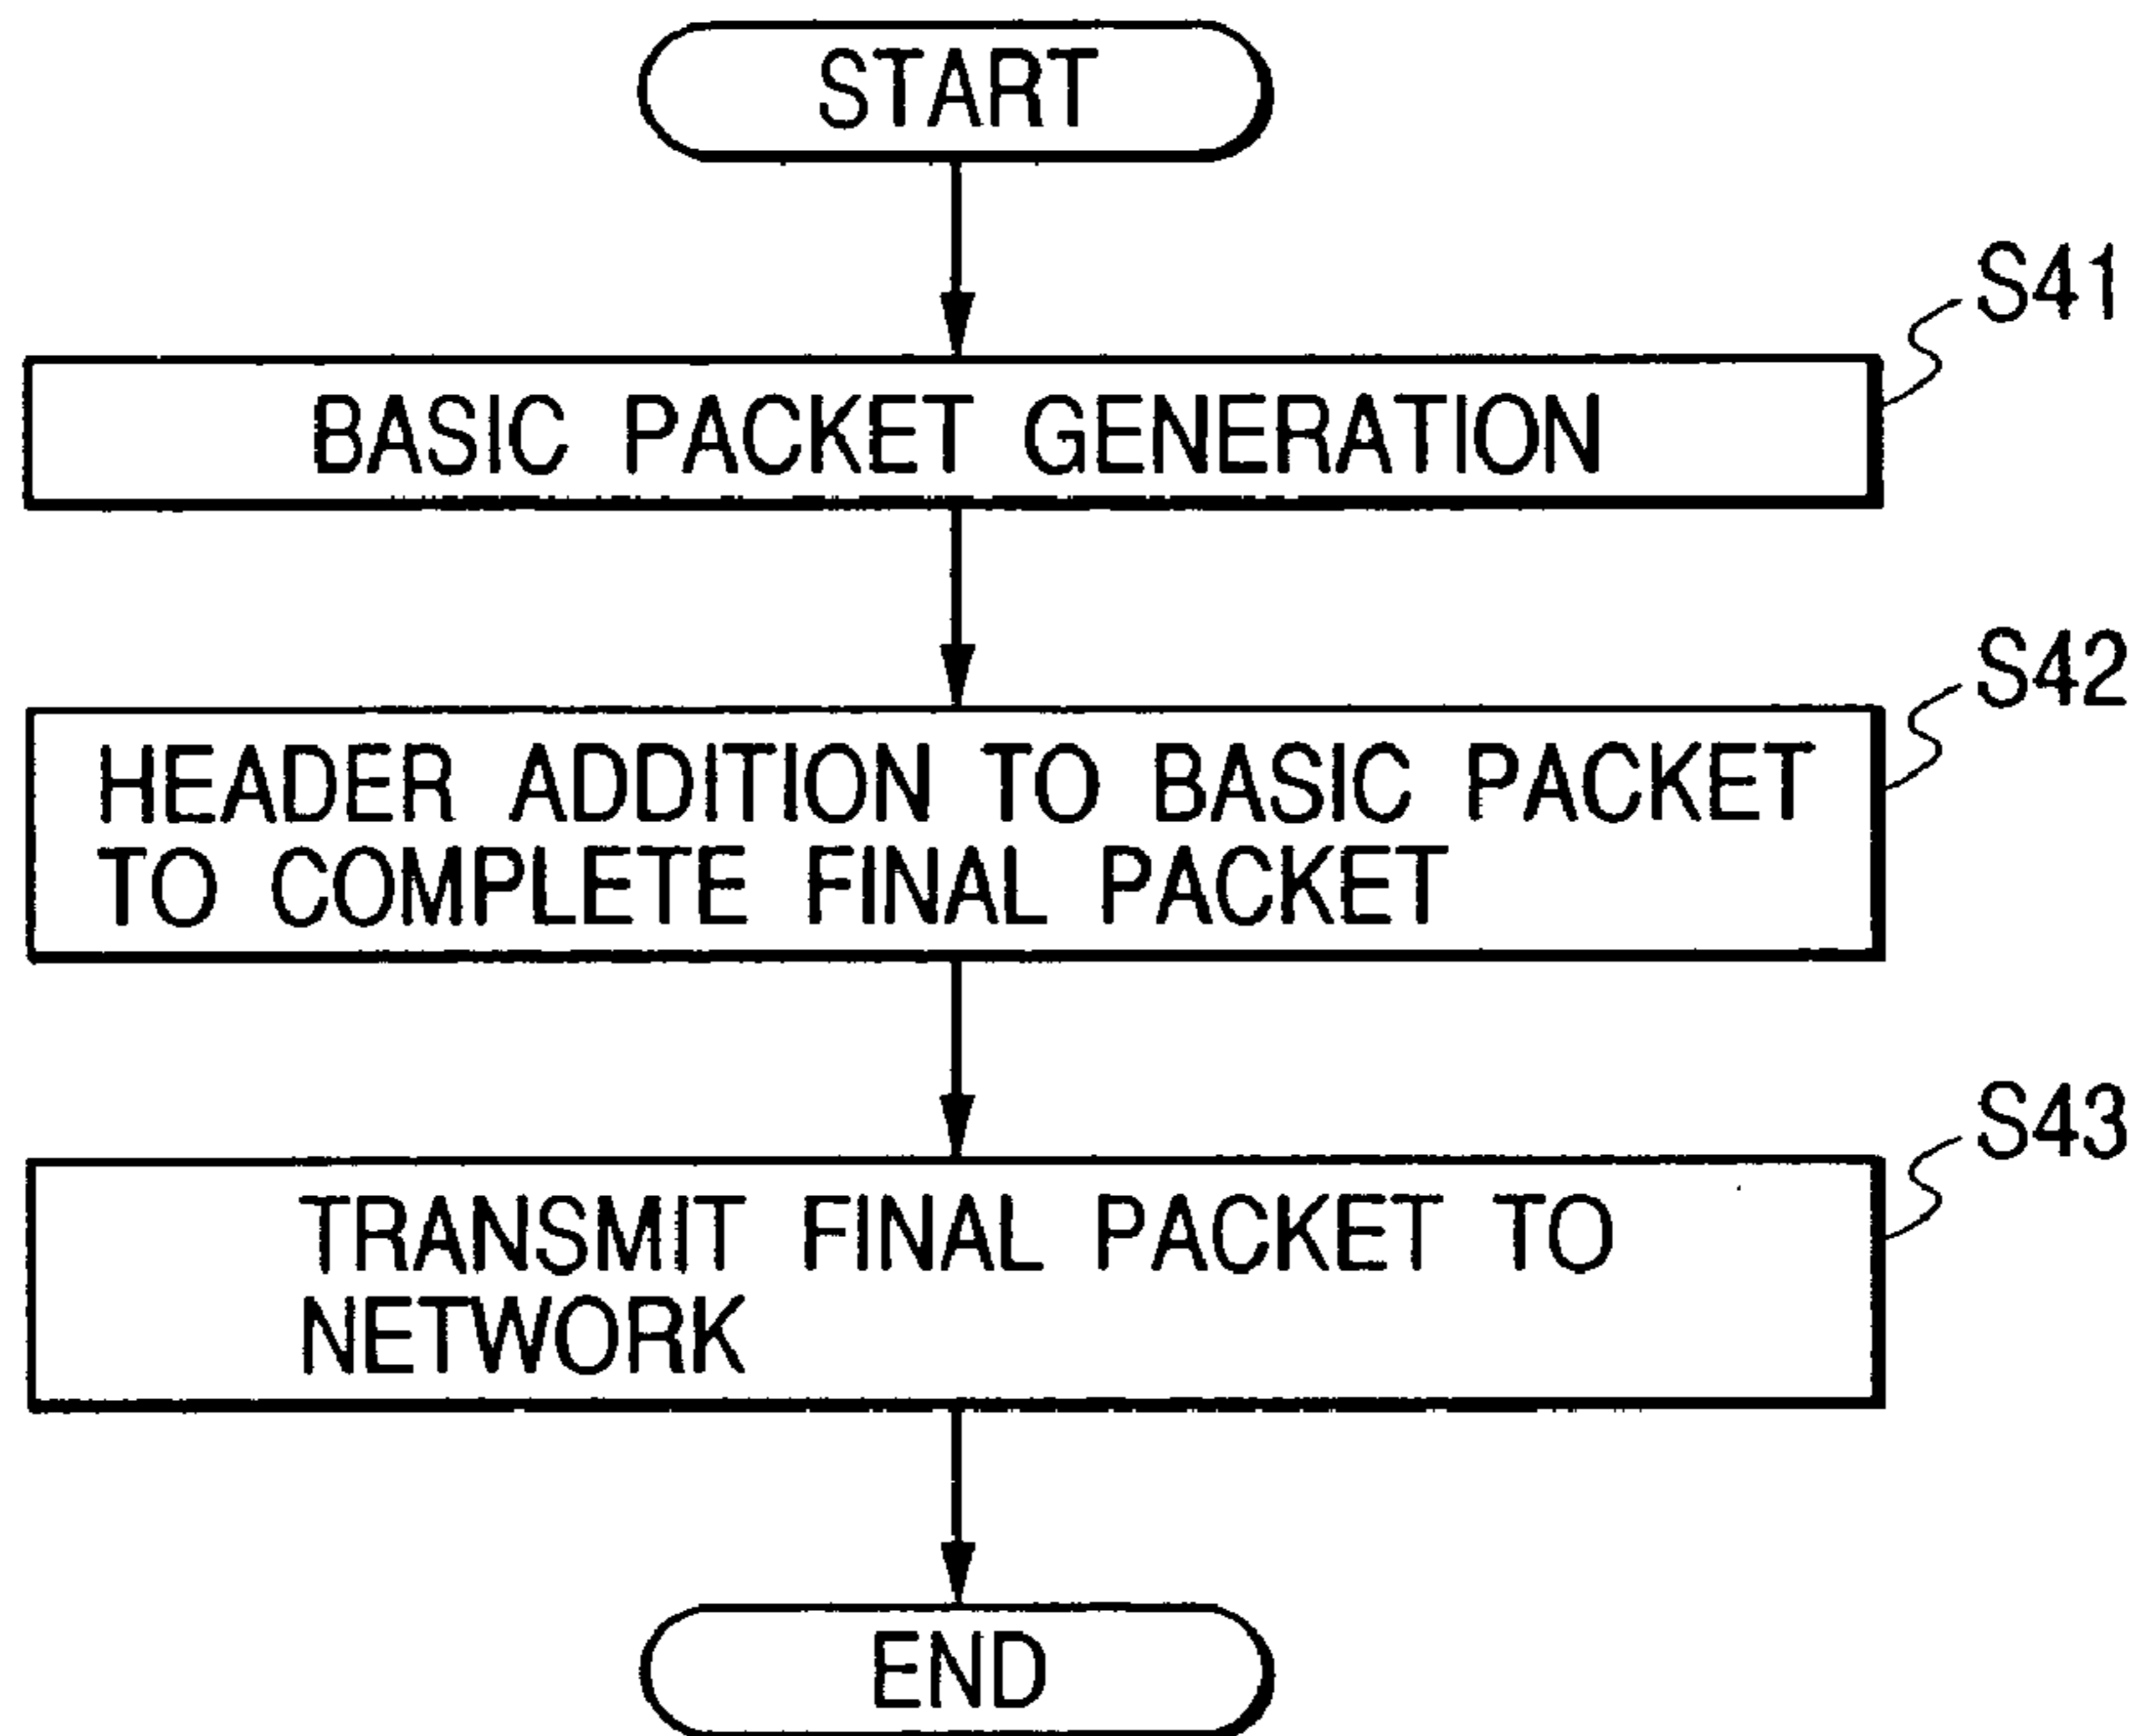 START
S41
BASIC PACKET GENERATION
S42
HEADER ADDITION TO BASIC PACKET
TO COMPLETE FINAL PACKET
S43
TRANSMIT FINAL PACKET TO
NETWORK
END